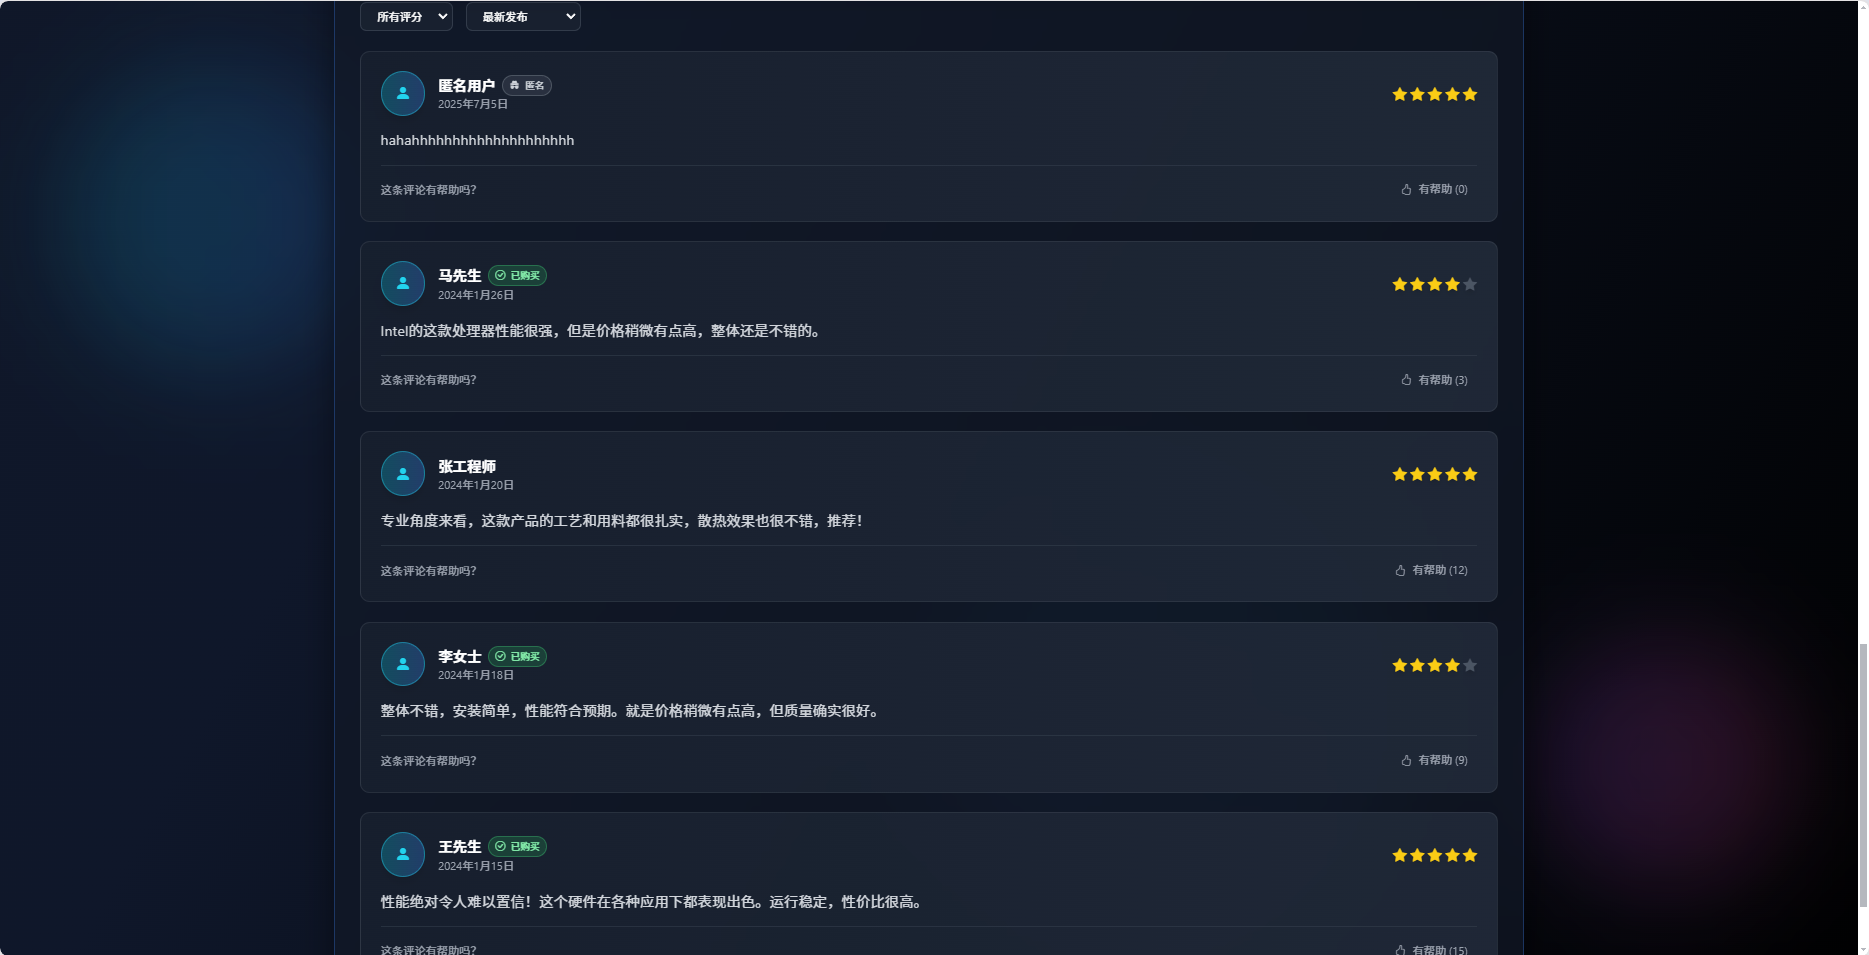 所有评分 最新发布
匿名用户 匿名
2025年7月5日
hahahhhhhhhhhhhhhhhhhhhh
这条评论有帮助吗？ 有帮助 (0)
马先生 已购买
2024年1月26日
Intel的这款处理器性能很强，但是价格稍微有点高，整体还是不错的。
这条评论有帮助吗？ 有帮助 (3)
张工程师
2024年1月20日
专业角度来看，这款产品的工艺和用料都很扎实，散热效果也很不错，推荐！
这条评论有帮助吗？ 有帮助 (12)
李女士 已购买
2024年1月18日
整体不错，安装简单，性能符合预期。就是价格稍微有点高，但质量确实很好。
这条评论有帮助吗？ 有帮助 (9)
王先生 已购买
2024年1月15日
性能绝对令人难以置信！这个硬件在各种应用下都表现出色。运行稳定，性价比很高。
这条评论有帮助吗？ 有帮助 (15)